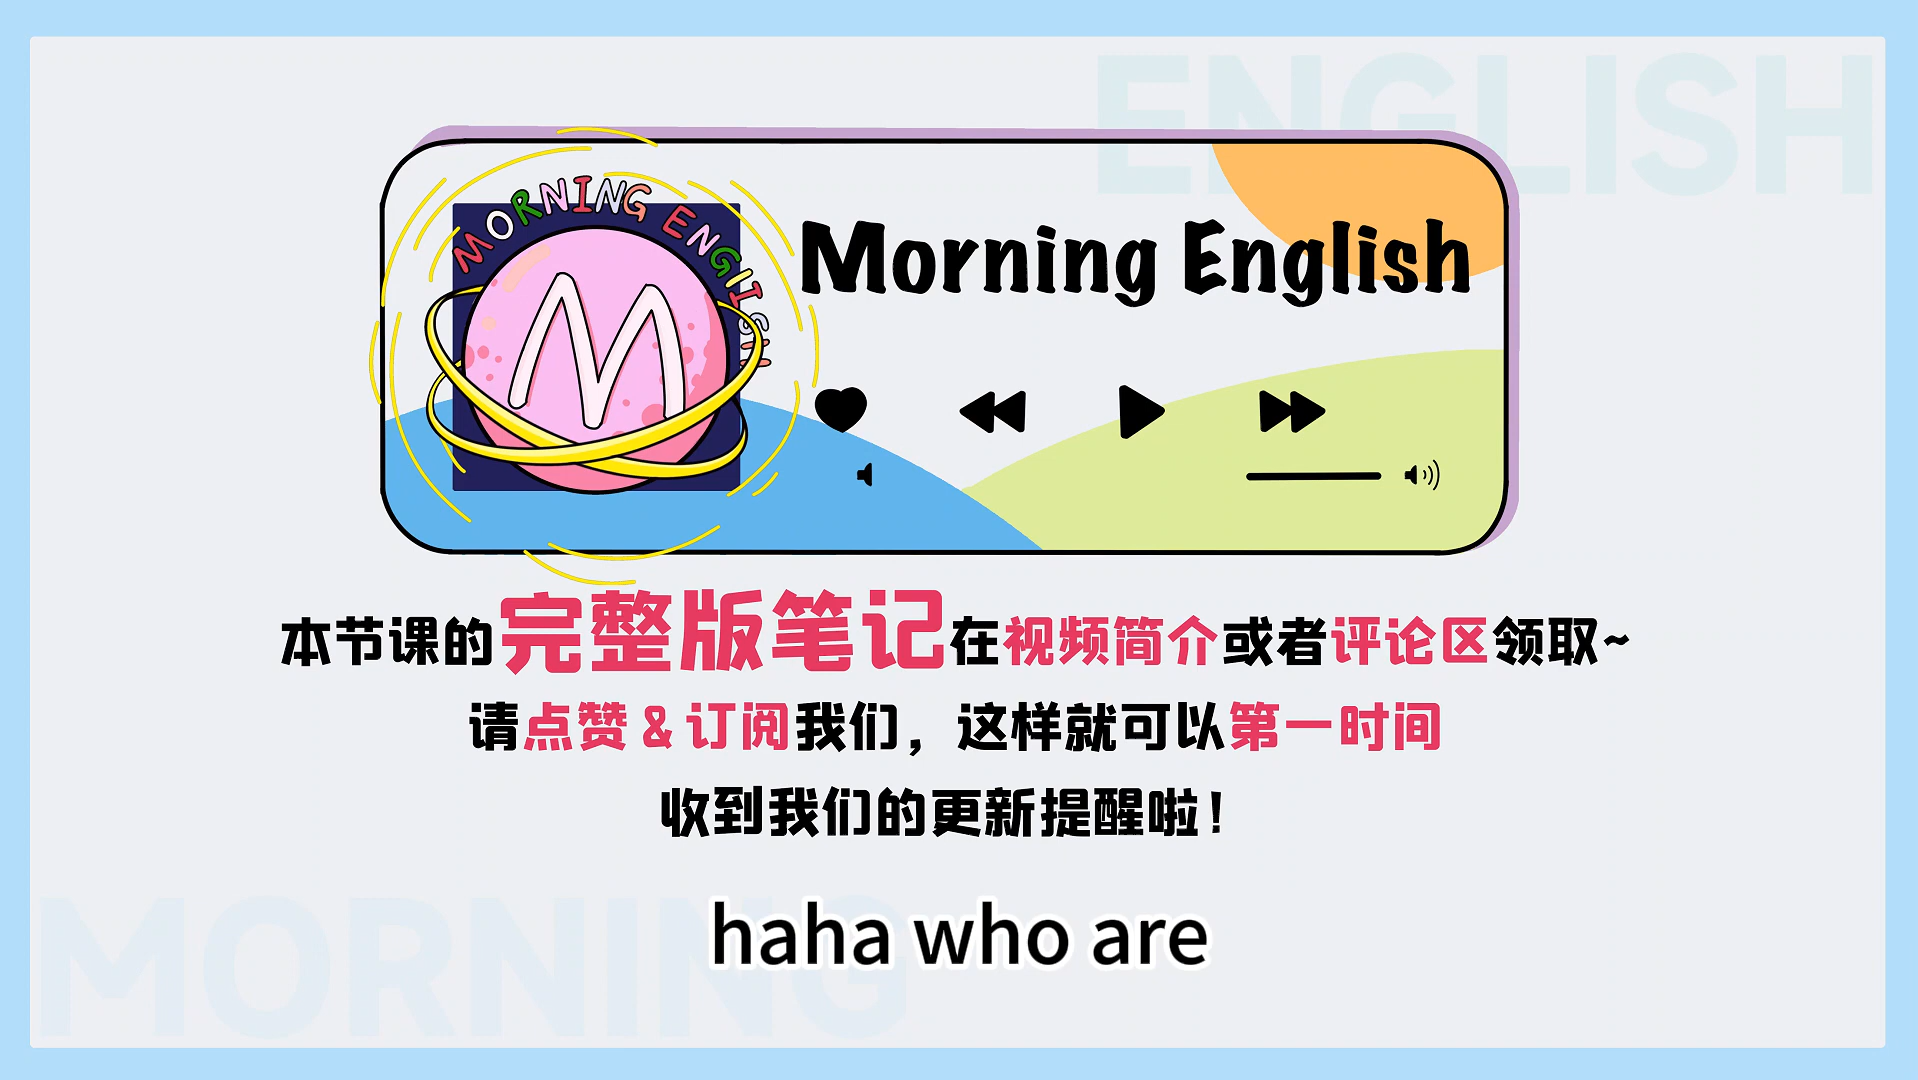 ENGLISH
MORNING ENGLISH
M
Morning English
本节课的完整版笔记在视频简介或者评论区领取~
请点赞&订阅我们，这样就可以第一时间
收到我们的更新提醒啦！
haha who are
MORNING